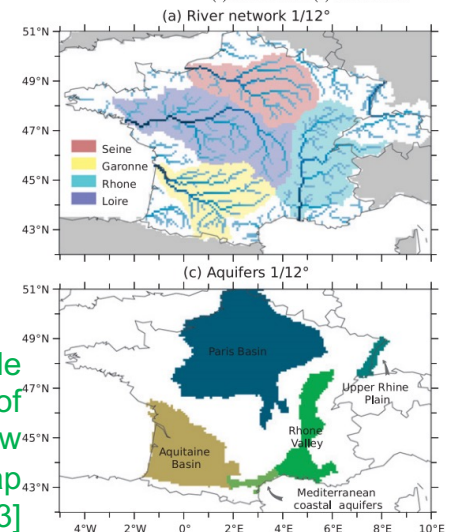 (a) River network 1/12°
51°N
49°N
47°N
45°N
43°N
Seine
Garonne
Rhone
Loire
(c) Aquifers 1/12°
51°N
49°N
47°N
45°N
43°N
Paris Basin
Upper Rhine
Plain
Rhone
Valley
Aquitaine
Basin
Mediterranean
coastal aquifers
4°W 2°W 0° 2°E 4°E 6°E 8°E 10°E
of